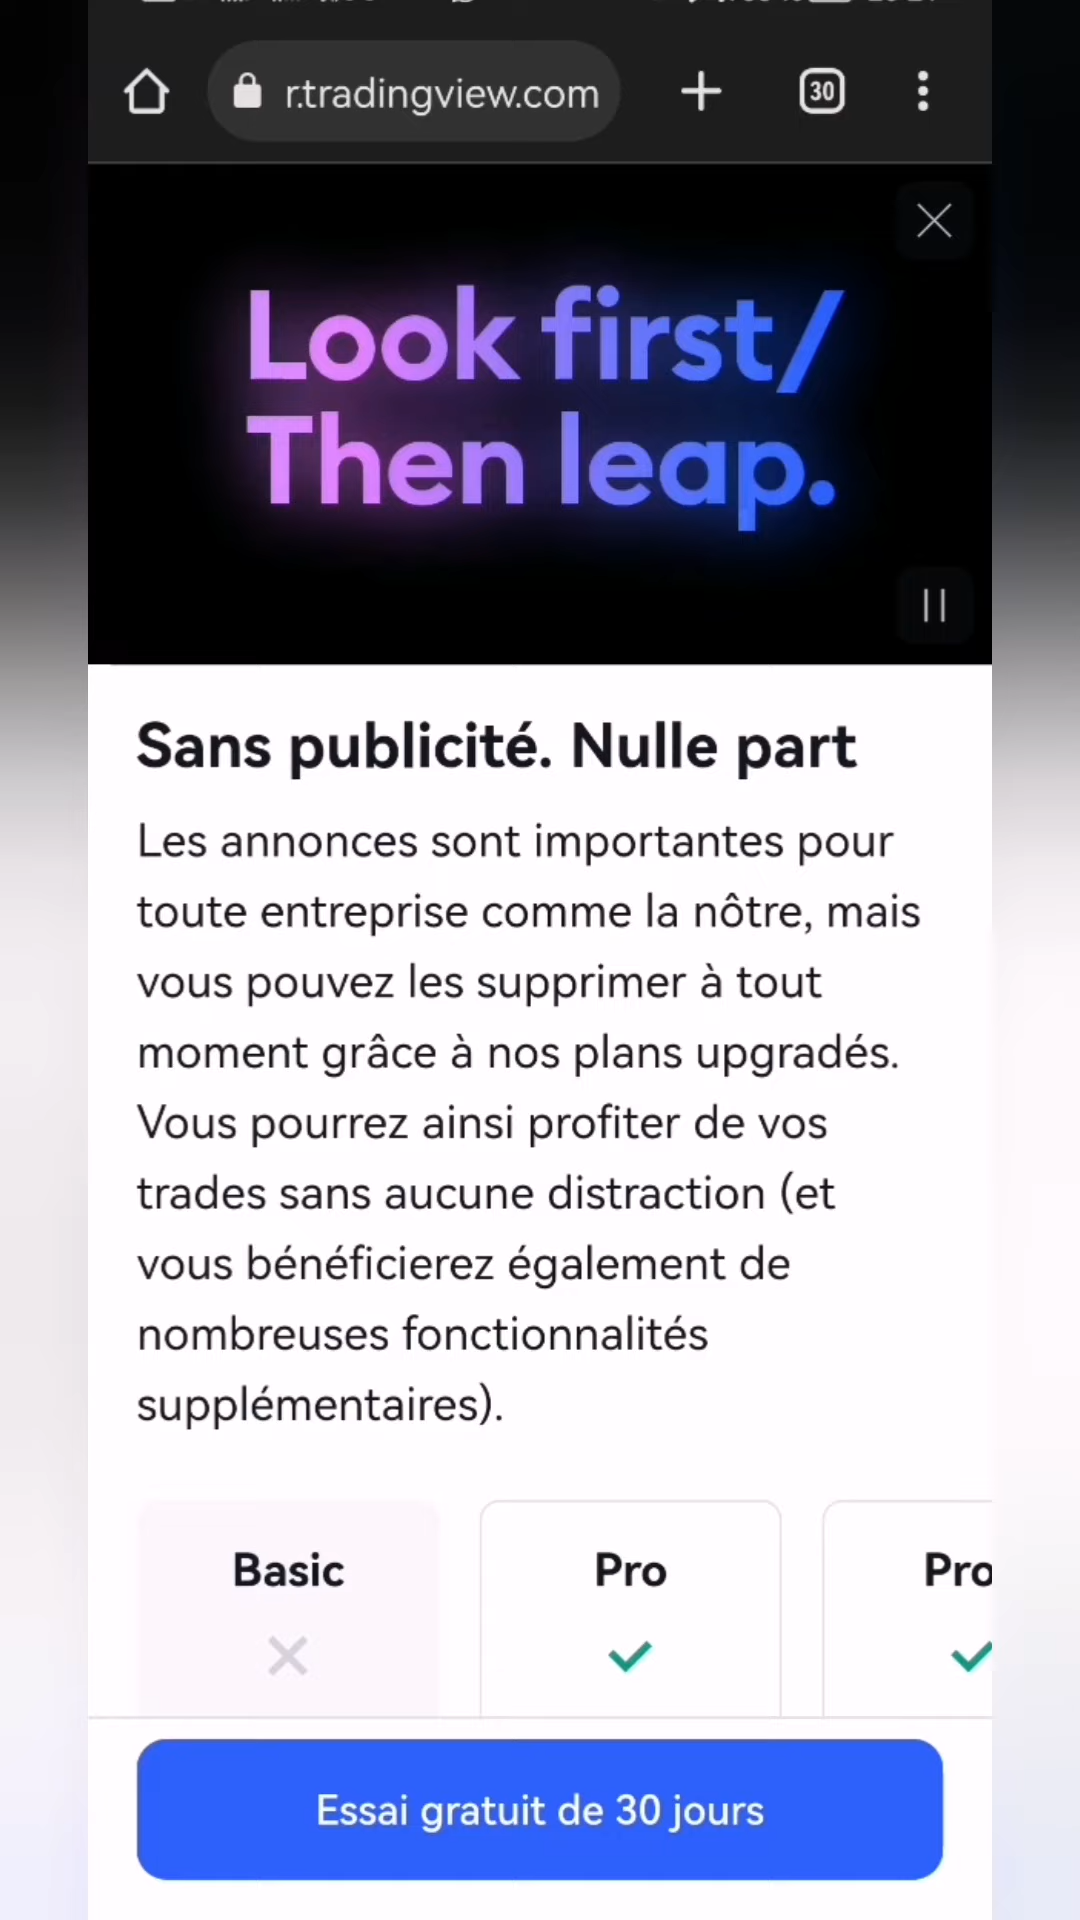 r.tradingview.com
30
Look first/
Then leap.
Sans publicité. Nulle part
Les annonces sont importantes pour
toute entreprise comme la nôtre, mais
vous pouvez les supprimer à tout
moment grâce à nos plans upgradés.
Vous pourrez ainsi profiter de vos
trades sans aucune distraction (et
vous bénéficierez également de
nombreuses fonctionnalités
supplémentaires).
Basic
Pro
Pro
Essai gratuit de 30 jours